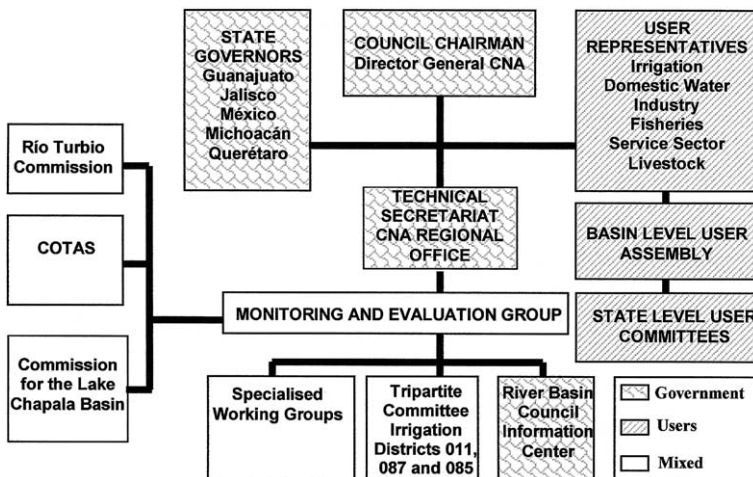 STATE
GOVERNORS
Guanajuato
Jalisco
México
Michoacán
Querétaro
COUNCIL CHAIRMAN
Director General CNA
USER
REPRESENTATIVES
Irrigation
Domestic Water
Industry
Fisheries
Service Sector
Livestock
Río Turbio
Commission
COTAS
Commission
for the Lake
Chapala Basin
TECHNICAL
SECRETARIAT
CNA REGIONAL
OFFICE
BASIN LEVEL USER
ASSEMBLY
STATE LEVEL USER
COMMITTEES
MONITORING AND EVALUATION GROUP
Specialised
Working Groups
Tripartite
Committee
Irrigation
Districts 011,
087 and 085
River Basin
Council
Information
Center
Government
Users
Mixed